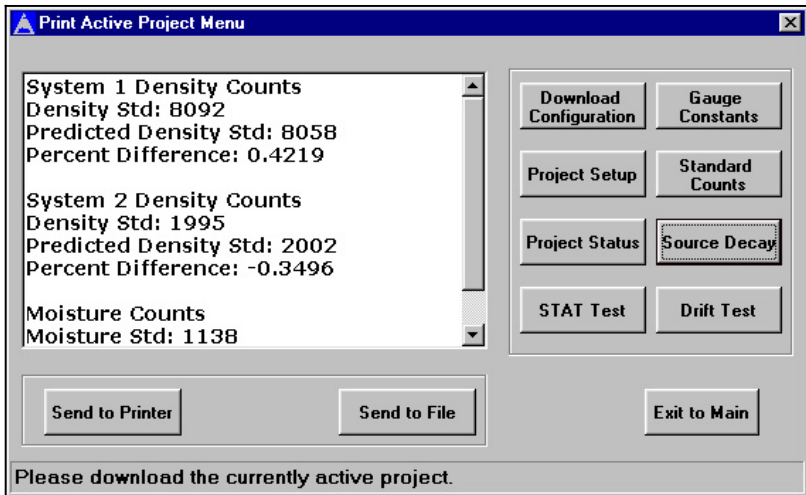 Print Active Project Menu
System 1 Density Counts
Density Std: 8092
Predicted Density Std: 8058
Percent Difference: 0.4219
System 2 Density Counts
Density Std: 1995
Predicted Density Std: 2002
Percent Difference: -0.3496
Moisture Counts
Moisture Std: 1138
Download
Configuration
Gauge
Constants
Project Setup
Standard
Counts
Project Status
Source Decay
STAT Test
Drift Test
Send to Printer
Send to File
Exit to Main
Please download the currently active project.